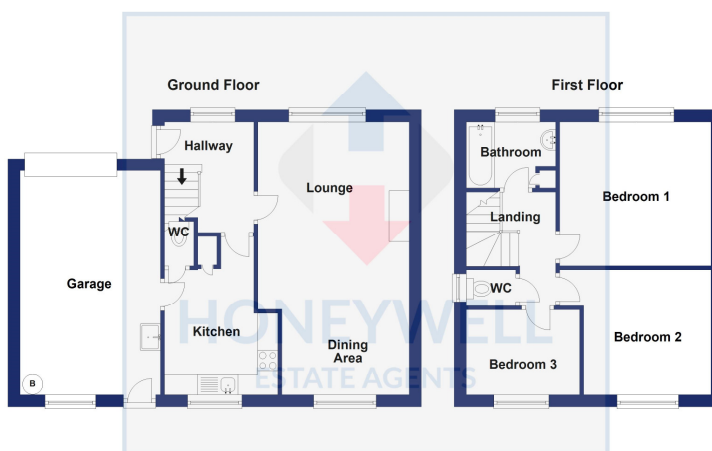 Ground Floor
First Floor
Hallway
Lounge
WC
Garage
Kitchen
Dining
Area
B
Bathroom
Landing
Bedroom 1
WC
Bedroom 2
Bedroom 3
HONEYWELL
ESTATE AGENTS